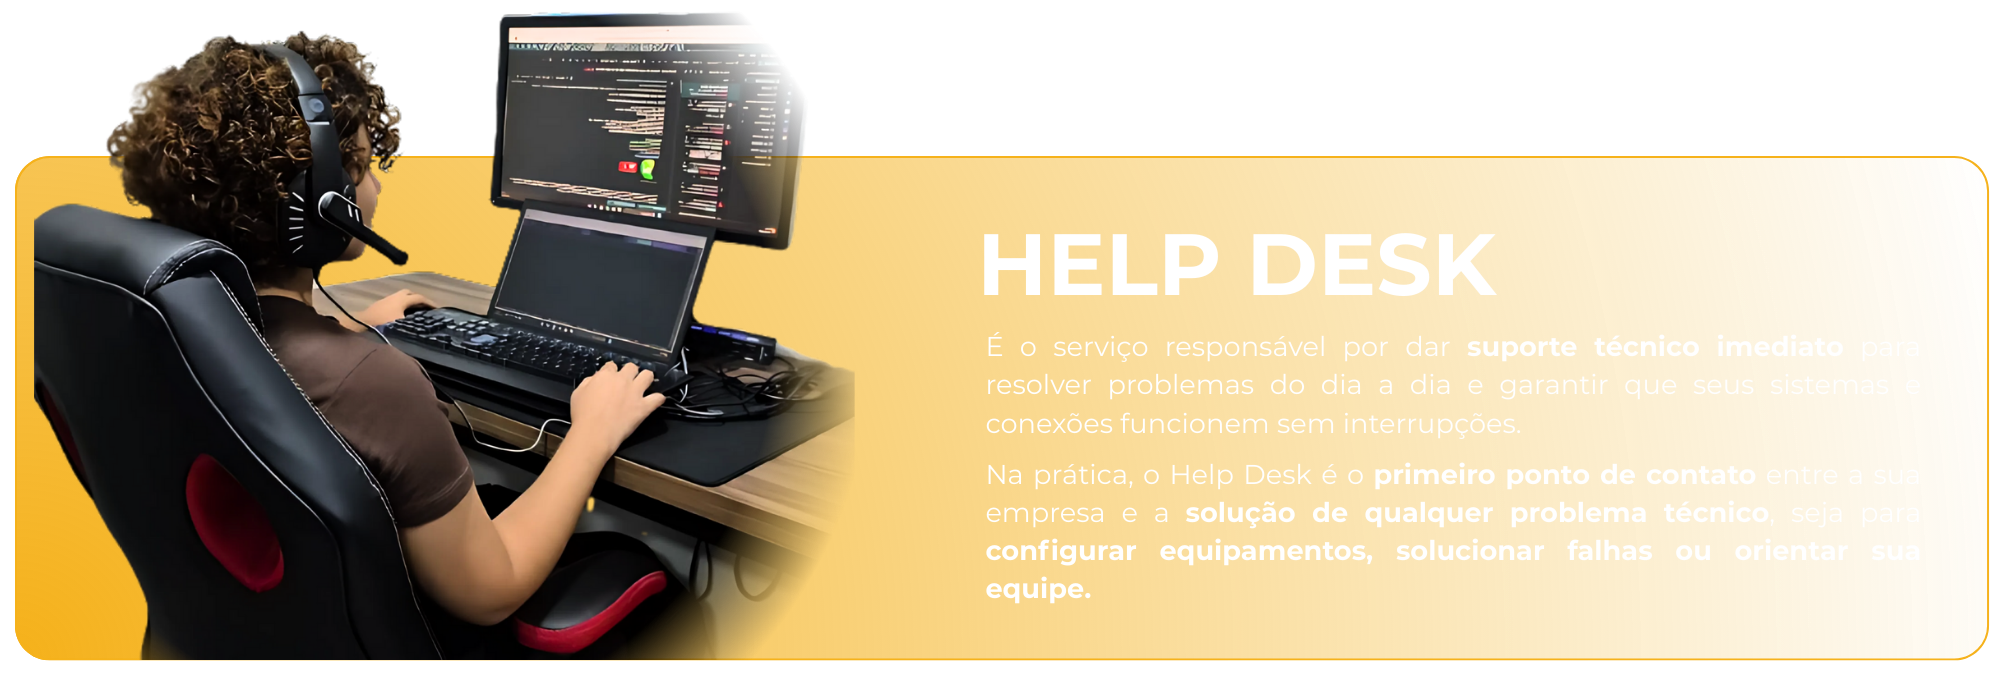 HELP DESK
É o serviço responsável por dar suporte técnico imediato para
resolver problemas do dia a dia e garantir que seus sistemas e
conexões funcionem sem interrupções.
Na prática, o Help Desk é o primeiro ponto de contato entre a sua
empresa e a solução de qualquer problema técnico, seja para
configurar equipamentos, solucionar falhas ou orientar sua
equipe.